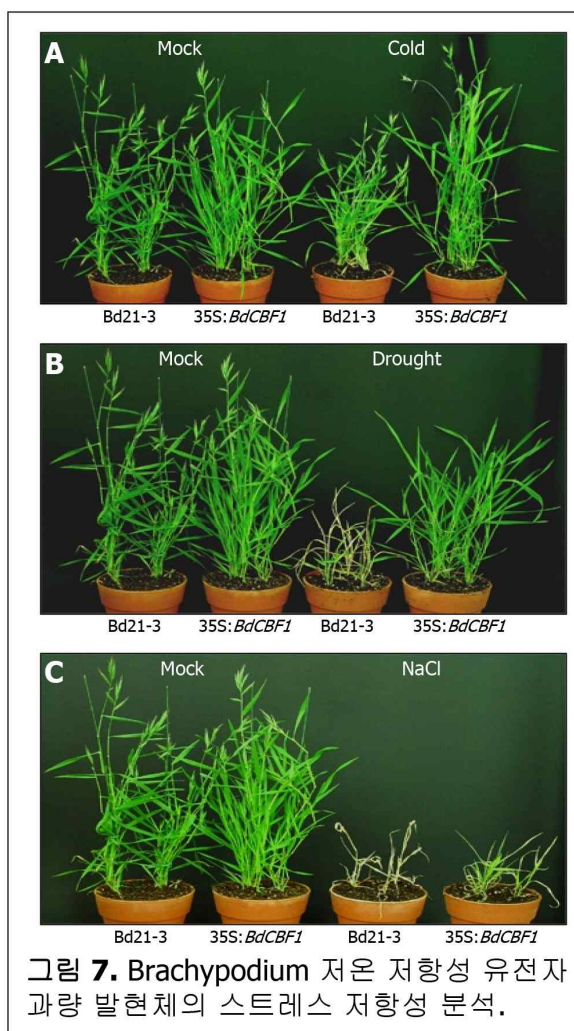 A Mock Cold
Bd21-3 35S:BdCBF1 Bd21-3 35S:BdCBF1
B Mock Drought
Bd21-3 35S:BdCBF1 Bd21-3 35S:BdCBF1
C Mock NaCl
Bd21-3 35S:BdCBF1 Bd21-3 35S:BdCBF1
그림 7. Brachypodium 저온 저항성 유전자
과량 발현체의 스트레스 저항성 분석.